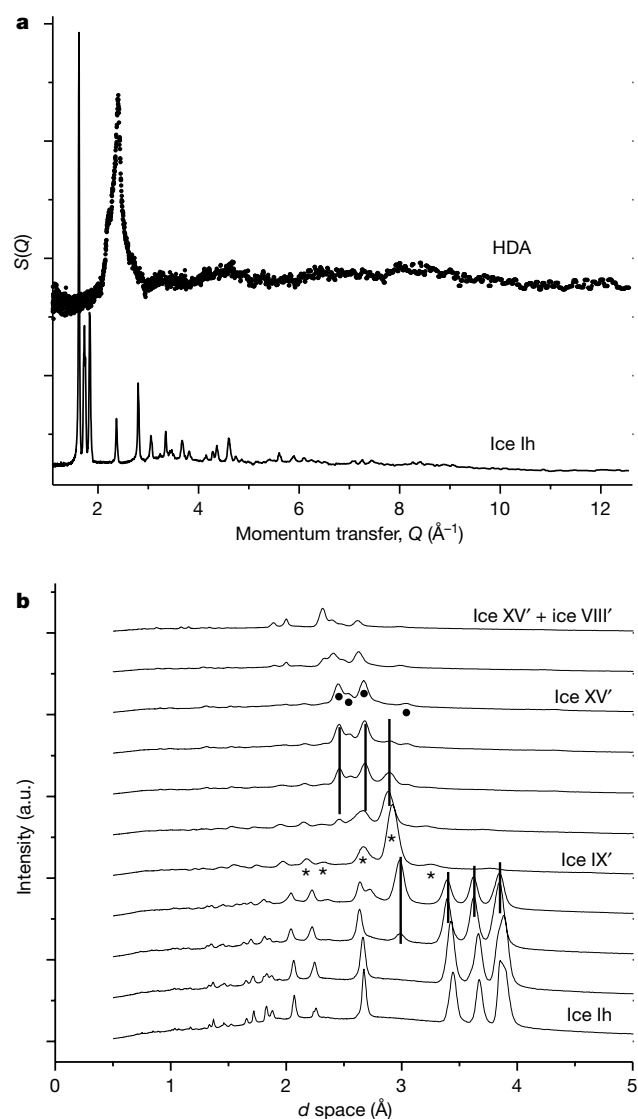 a
S(Q)
HDA
Ice Ih
2 4 6 8 10 12
Momentum transfer, Q (Å⁻¹)
b
Intensity (a.u.)
Ice XV′ + ice VIII′
Ice XV′
Ice IX′
* * * * *
Ice Ih
0 1 2 3 4 5
d space (Å)